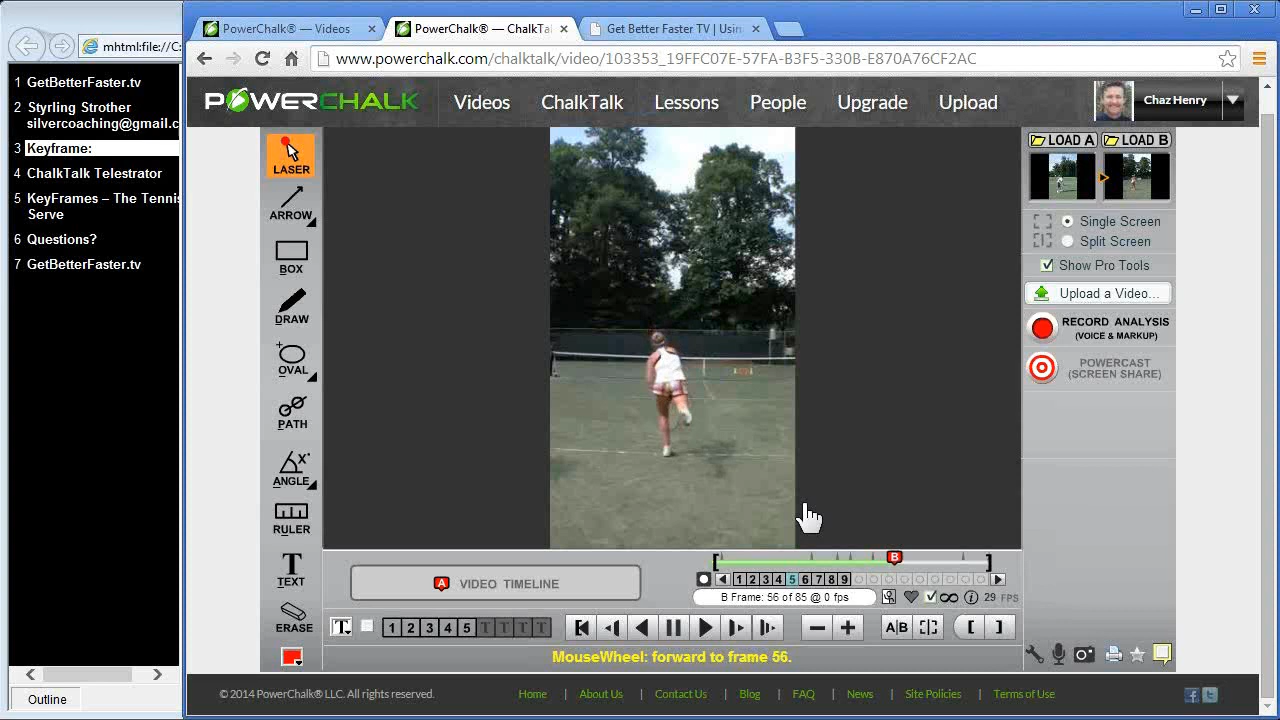 PowerChalk® — Videos
PowerChalk® — ChalkTal
Get Better Faster TV | Usin
mhtml:file://C:
www.powerchalk.com/chalktalk/video/103353_19FFC07E-57FA-B3F5-330B-E870A76CF2AC
1 GetBetterFaster.tv
2 Styrling Strother
silvercoaching@gmail.c
3 Keyframe:
4 ChalkTalk Telestrator
5 KeyFrames – The Tennis
Serve
6 Questions?
7 GetBetterFaster.tv
Outline
POWERCHALK
Videos
ChalkTalk
Lessons
People
Upgrade
Upload
Chaz Henry
LASER
ARROW
BOX
DRAW
OVAL
PATH
ANGLE
RULER
TEXT
ERASE
LOAD A
LOAD B
Single Screen
Split Screen
Show Pro Tools
Upload a Video...
RECORD ANALYSIS
(VOICE & MARKUP)
POWERCAST
(SCREEN SHARE)
A VIDEO TIMELINE
B
1 2 3 4 5 6 7 8 9
B Frame: 56 of 85 @ 0 fps
29 FPS
T 1 2 3 4 5 T T T T
A|B
MouseWheel: forward to frame 56.
© 2014 PowerChalk® LLC. All rights reserved.
Home | About Us | Contact Us | Blog | FAQ | News | Site Policies | Terms of Use